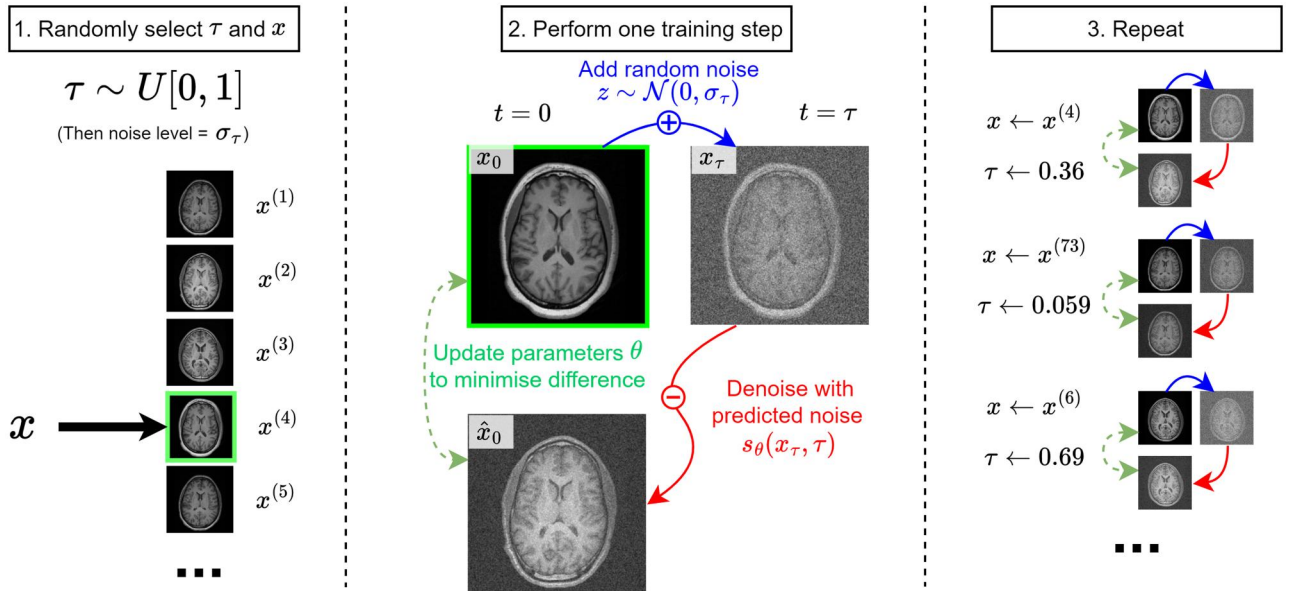 1. Randomly select τ and x
τ ∼ U[0, 1]
(Then noise level = σ_τ)
x^(1)
x^(2)
x^(3)
x
x^(4)
x^(5)
...
2. Perform one training step
Add random noise
z ∼ 𝒩(0, σ_τ)
t = 0
t = τ
+
x_0
x_τ
Update parameters θ
to minimise difference
−
Denoise with
predicted noise
s_θ(x_τ, τ)
x̂_0
3. Repeat
x ← x^(4)
τ ← 0.36
x ← x^(73)
τ ← 0.059
x ← x^(6)
τ ← 0.69
...